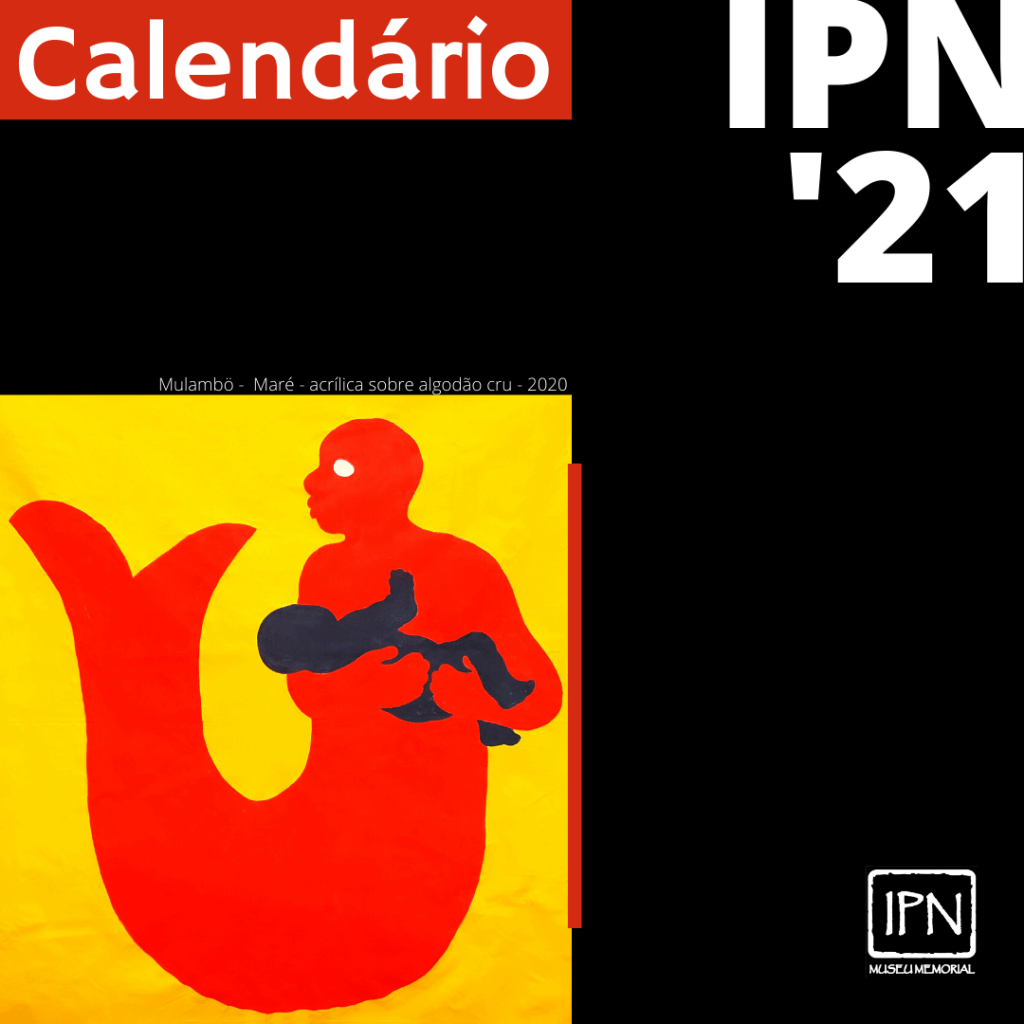 Calendário
IPN
'21
Mulambö - Maré - acrílica sobre algodão cru - 2020
IPN
MUSEU MEMORIAL